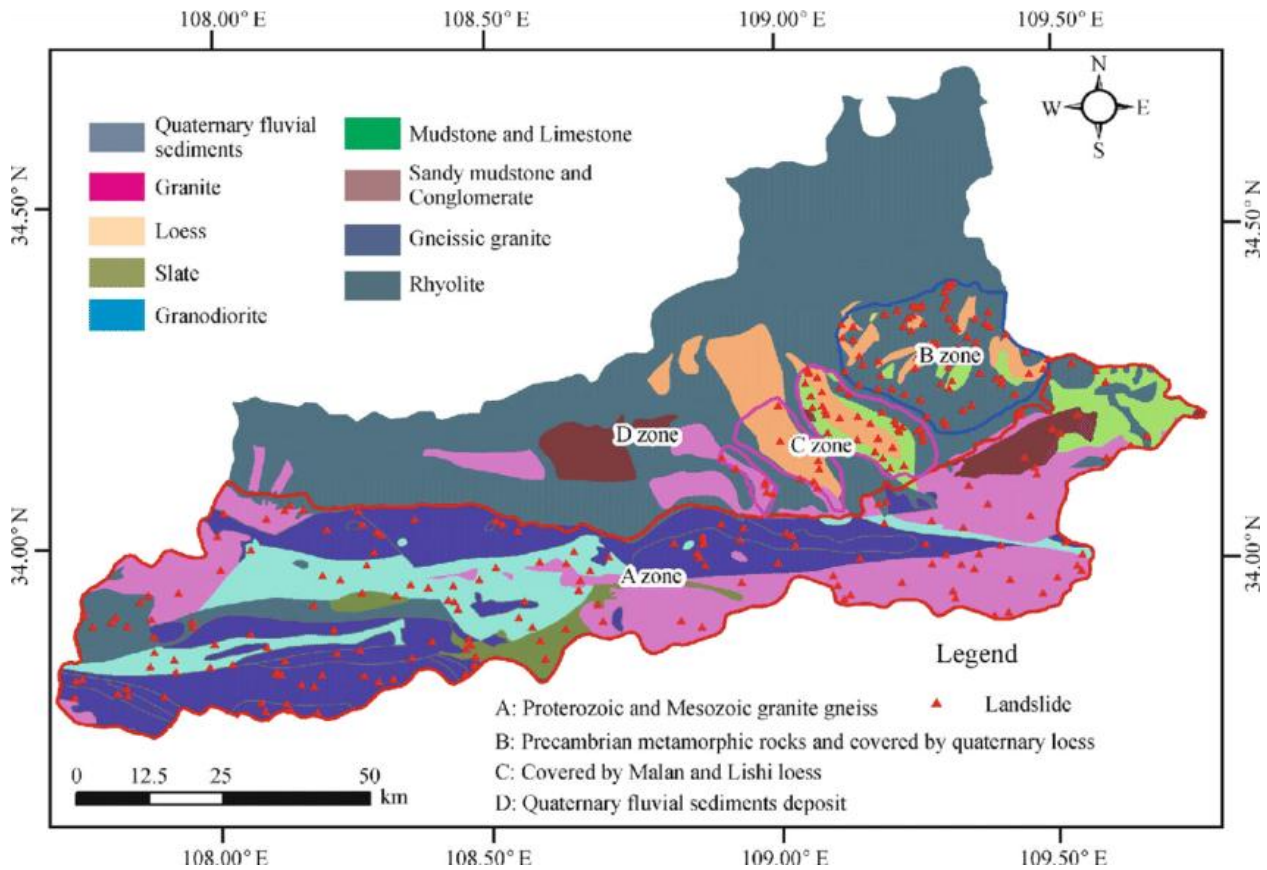 108.00° E 108.50° E 109.00° E 109.50° E
N
W E
S
Quaternary fluvial
sediments
Granite
Loess
Slate
Granodiorite
Mudstone and Limestone
Sandy mudstone and
Conglomerate
Gneissic granite
Rhyolite
34.50° N
34.50° N
B zone
D zone
C zone
34.00° N
34.00° N
A zone
Legend
A: Proterozoic and Mesozoic granite gneiss
Landslide
B: Precambrian metamorphic rocks and covered by quaternary loess
C: Covered by Malan and Lishi loess
D: Quaternary fluvial sediments deposit
0 12.5 25 50
km
108.00° E 108.50° E 109.00° E 109.50° E